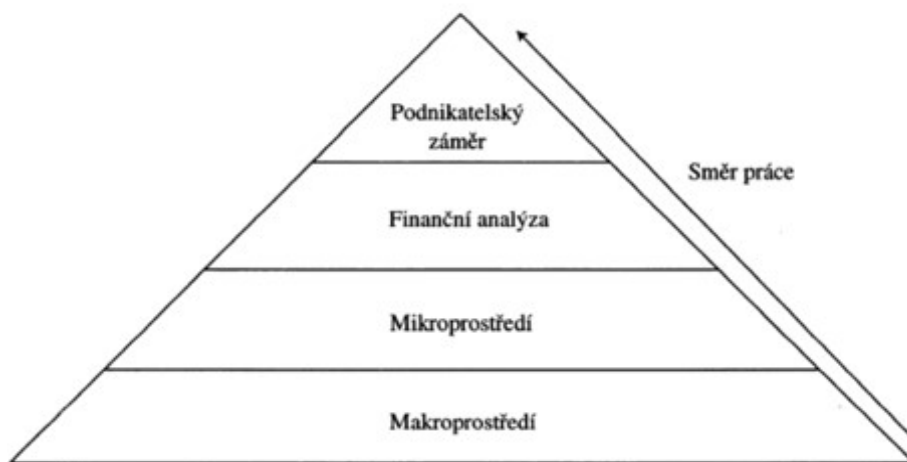 Podnikatelský
záměr
Směr práce
Finanční analýza
Mikroprostředí
Makroprostředí